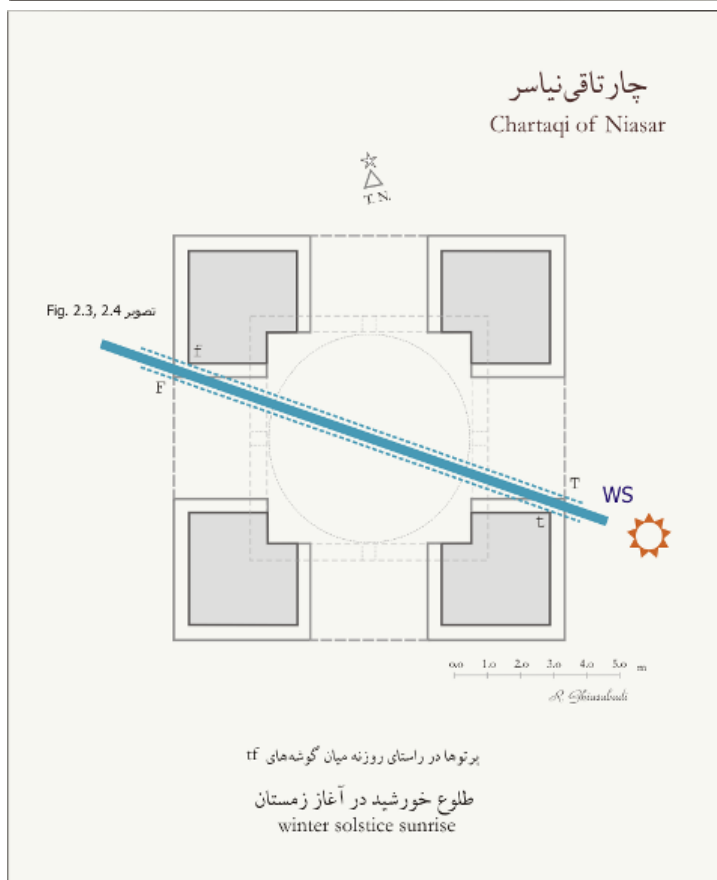 چارتاقی‌نیاسر
Chartaqi of Niasar
T. N.
Fig. 2.3, 2.4 تصویر
f
F
T
WS
t
0.0 1.0 2.0 3.0 4.0 5.0 m
R. Ghiasabadi
پرتوها در راستای روزنه میان گوشه‌های tf
طلوع خورشید در آغاز زمستان
winter solstice sunrise